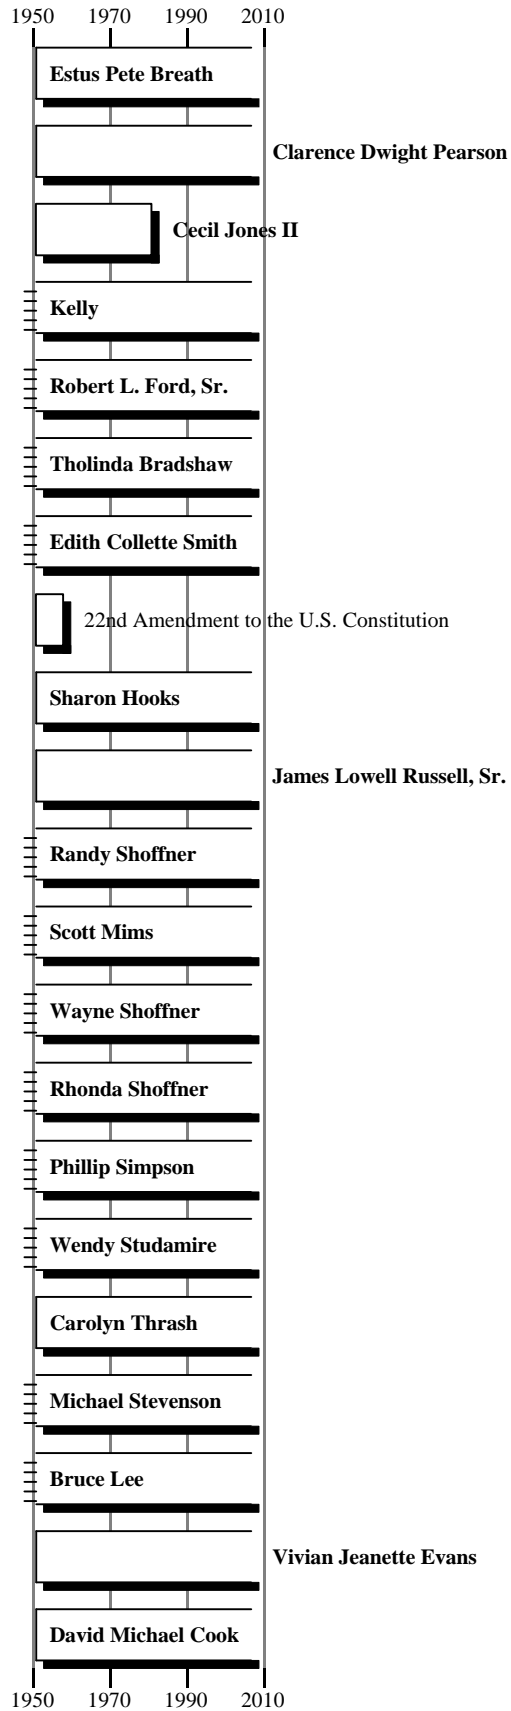 1950 1970 1990 2010
Estus Pete Breath
Clarence Dwight Pearson
Cecil Jones II
Kelly
Robert L. Ford, Sr.
Tholinda Bradshaw
Edith Collette Smith
22nd Amendment to the U.S. Constitution
Sharon Hooks
James Lowell Russell, Sr.
Randy Shoffner
Scott Mims
Wayne Shoffner
Rhonda Shoffner
Phillip Simpson
Wendy Studamire
Carolyn Thrash
Michael Stevenson
Bruce Lee
Vivian Jeanette Evans
David Michael Cook
1950 1970 1990 2010